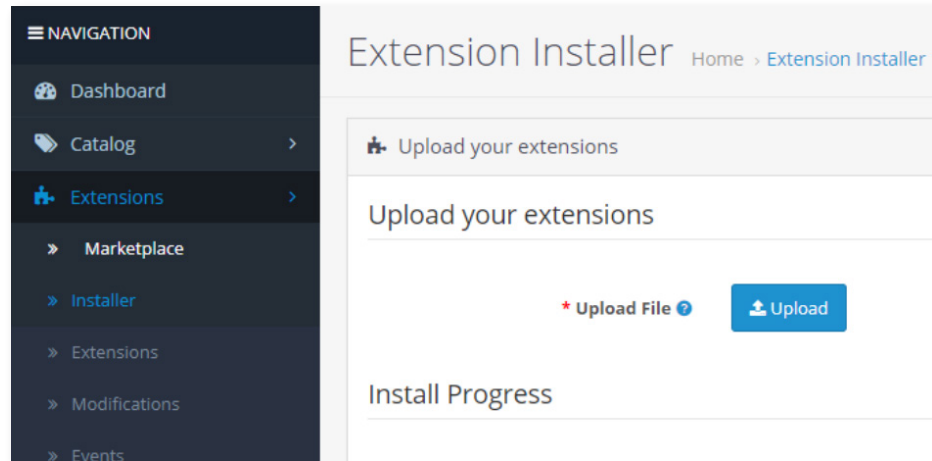 NAVIGATION
Dashboard
Catalog
Extensions
Marketplace
Installer
Extensions
Modifications
Events
Extension Installer Home › Extension Installer
Upload your extensions
Upload your extensions
* Upload File Upload
Install Progress